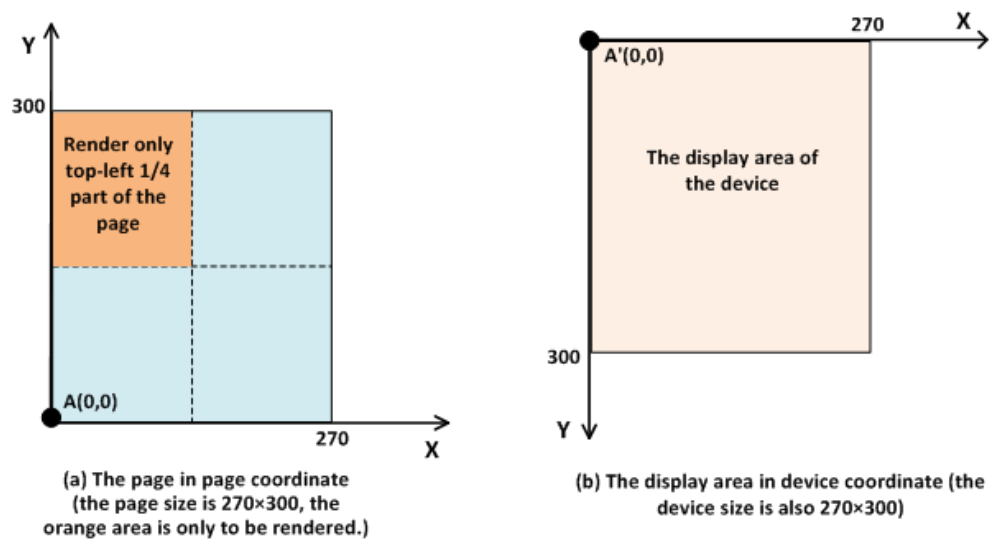 Y
300
Render only
top-left 1/4
part of the
page
A(0,0)
270
X
(a) The page in page coordinate
(the page size is 270×300, the
orange area is only to be rendered.)
270
X
A'(0,0)
The display area of
the device
300
Y
(b) The display area in device coordinate (the
device size is also 270×300)